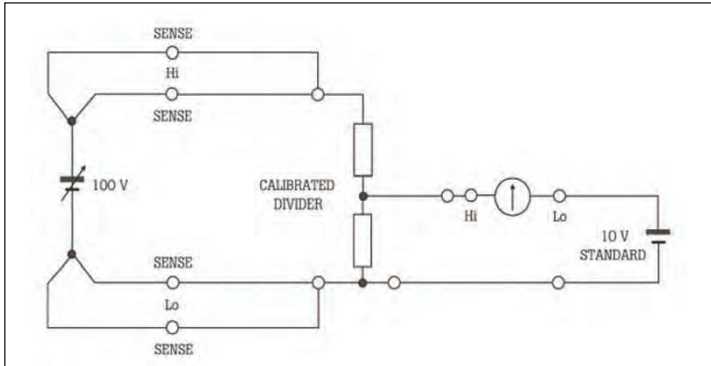 SENSE
Hi
SENSE
100 V
CALIBRATED
DIVIDER
Hi
Lo
10 V
STANDARD
SENSE
Lo
SENSE